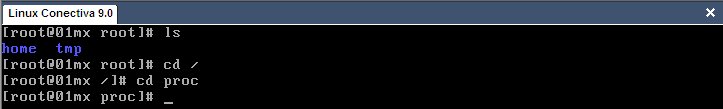 Linux Conectiva 9.0
[root@01mx root]# ls
home  tmp
[root@01mx root]# cd /
[root@01mx /]# cd proc
[root@01mx proc]# _